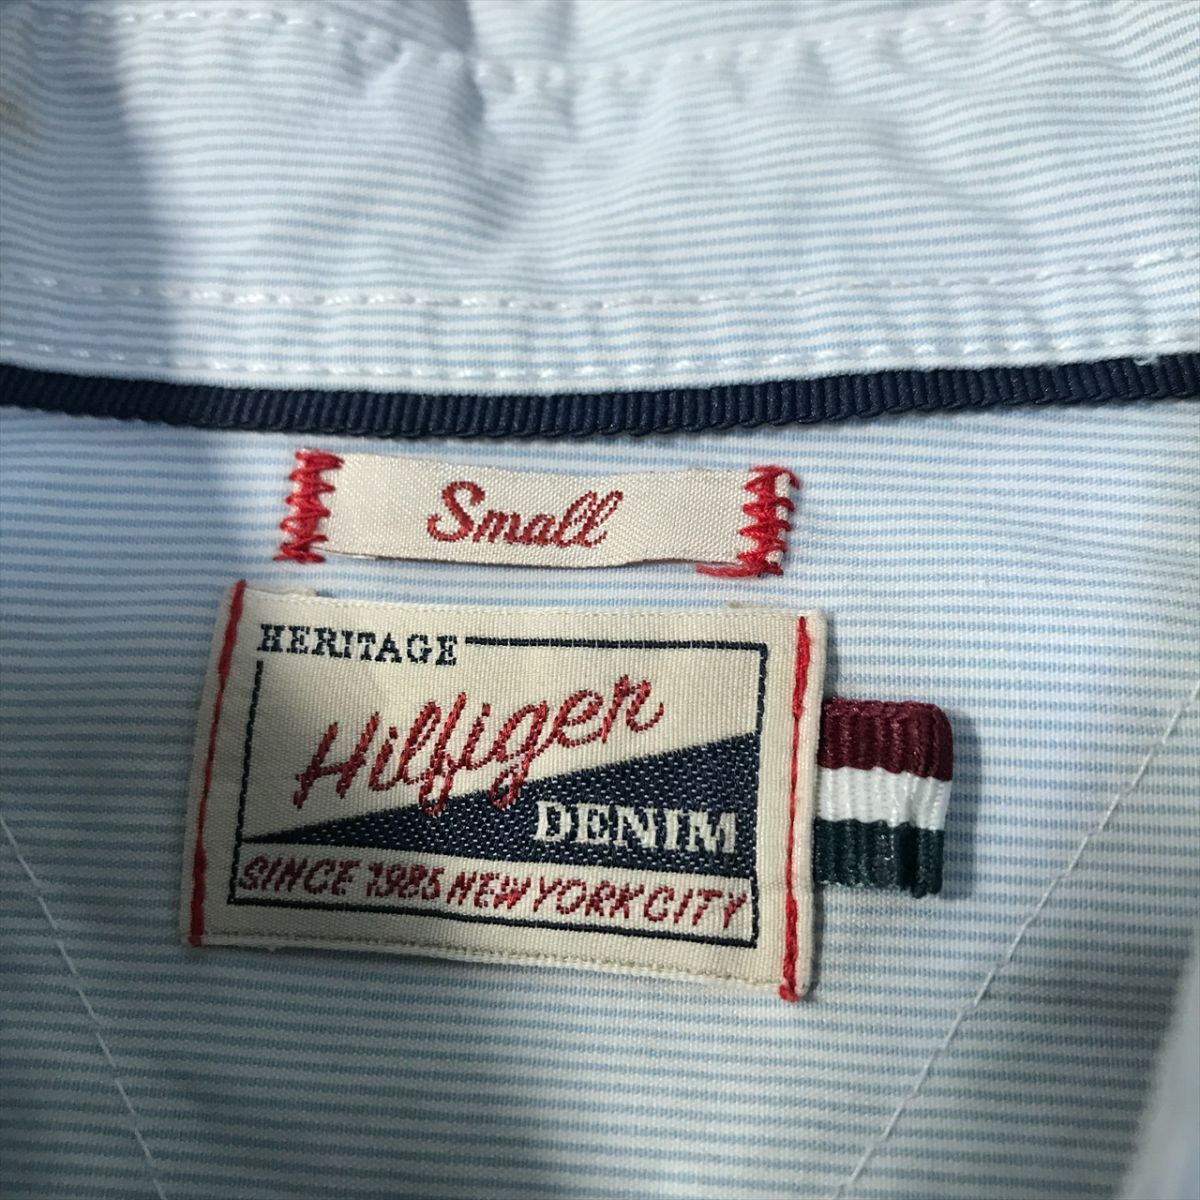 Small
HERITAGE
Hilfiger
DENIM
SINCE 1985 NEW YORK CITY